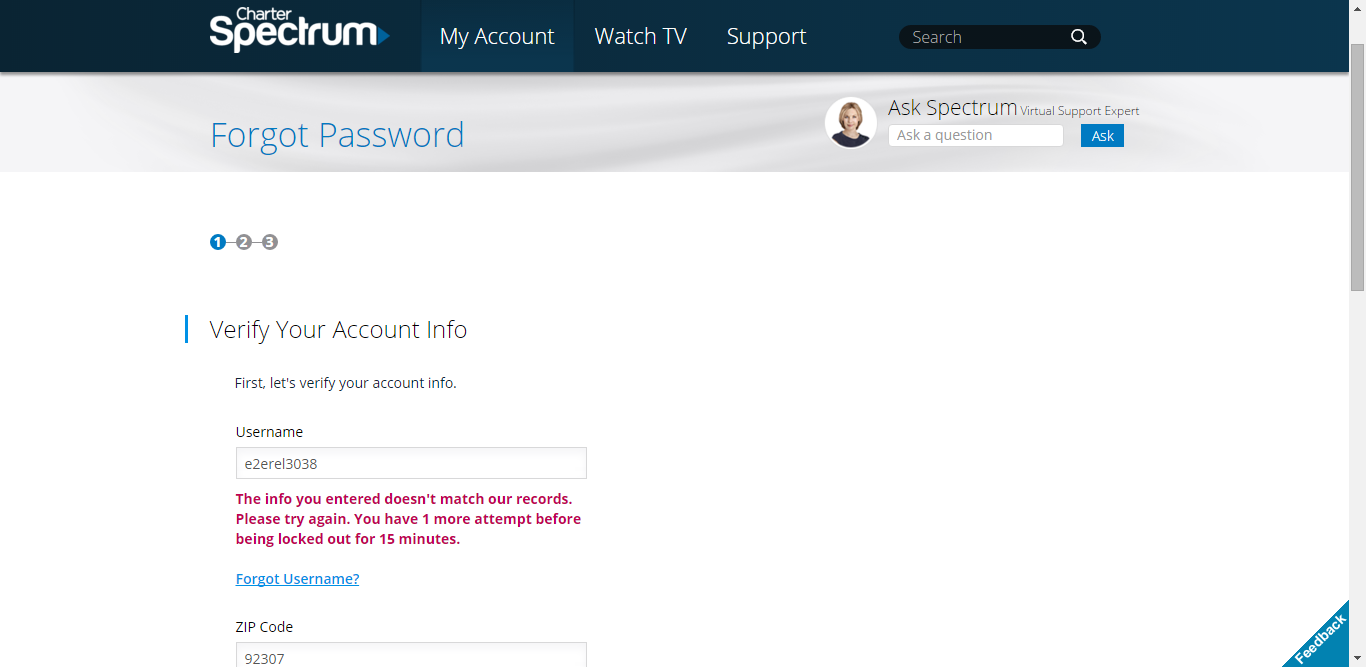 Charter
Spectrum
My Account
Watch TV
Support
Search
Forgot Password
Ask Spectrum Virtual Support Expert
Ask a question
Ask
1 2 3
Verify Your Account Info
First, let's verify your account info.
Username
e2erel3038
The info you entered doesn't match our records.
Please try again. You have 1 more attempt before
being locked out for 15 minutes.
Forgot Username?
ZIP Code
92307
Feedback